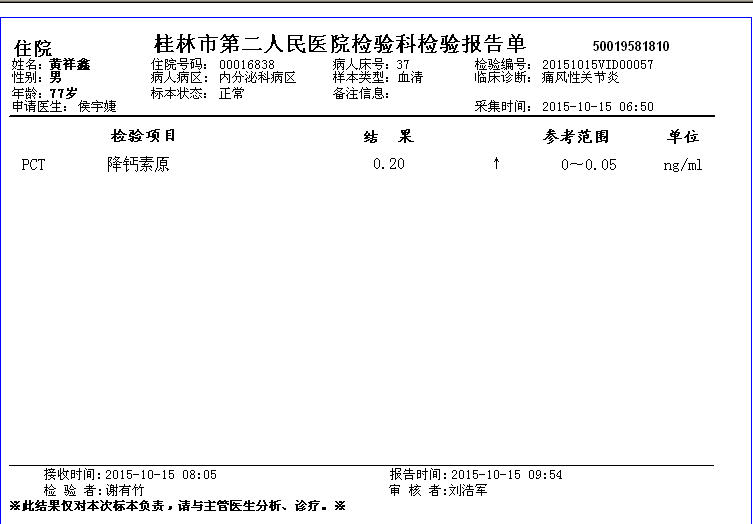 住院 桂林市第二人民医院检验科检验报告单 50019581810
姓名：黄祥鑫 住院号码：00016838 病人床号：37 检验编号：20151015VID00057
性别：男 病人病区：内分泌科病区 样本类型：血清 临床诊断：痛风性关节炎
年龄：77岁 标本状态：正常 备注信息：
申请医生：侯宇婕 采集时间：2015-10-15 06:50
检验项目 结 果 参考范围 单位
PCT 降钙素原 0.20 ↑ 0～0.05 ng/ml
接收时间：2015-10-15 08:05 报告时间：2015-10-15 09:54
检 验 者：谢有竹 审 核 者：刘浩军
※此结果仅对本次标本负责，请与主管医生分析、诊疗。※